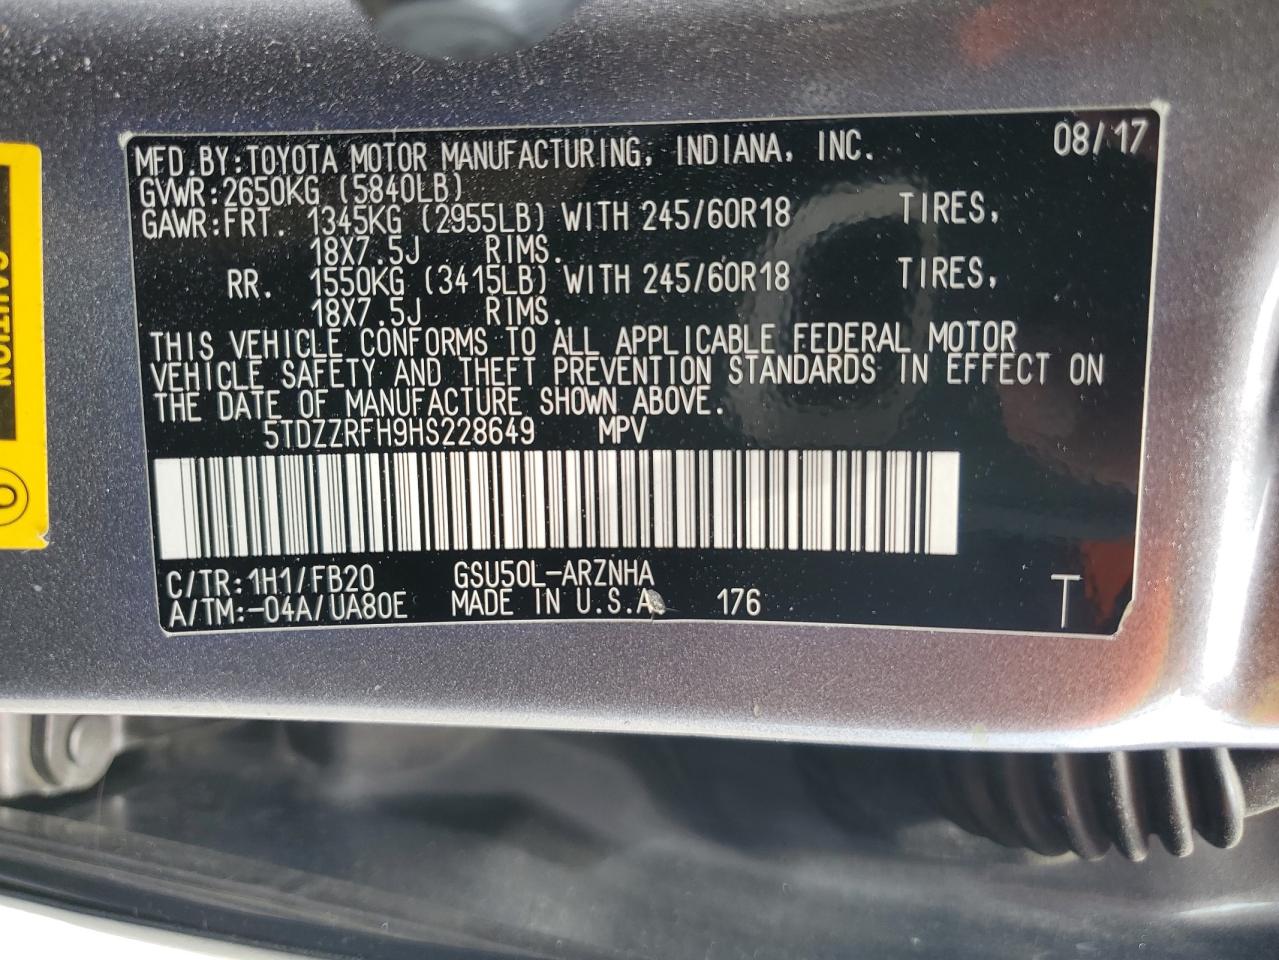 MFD.BY:TOYOTA MOTOR MANUFACTURING, INDIANA, INC. 08/17
GVWR:2650KG (5840LB)
GAWR:FRT. 1345KG (2955LB) WITH 245/60R18 TIRES,
18X7.5J RIMS.
RR. 1550KG (3415LB) WITH 245/60R18 TIRES,
18X7.5J RIMS.
THIS VEHICLE CONFORMS TO ALL APPLICABLE FEDERAL MOTOR
VEHICLE SAFETY AND THEFT PREVENTION STANDARDS IN EFFECT ON
THE DATE OF MANUFACTURE SHOWN ABOVE.
5TDZZRFH9HS228649 MPV
C/TR:1H1/FB20 GSU50L-ARZNHA
A/TM:-04A/UA80E MADE IN U.S.A. 176 T
CAUTION